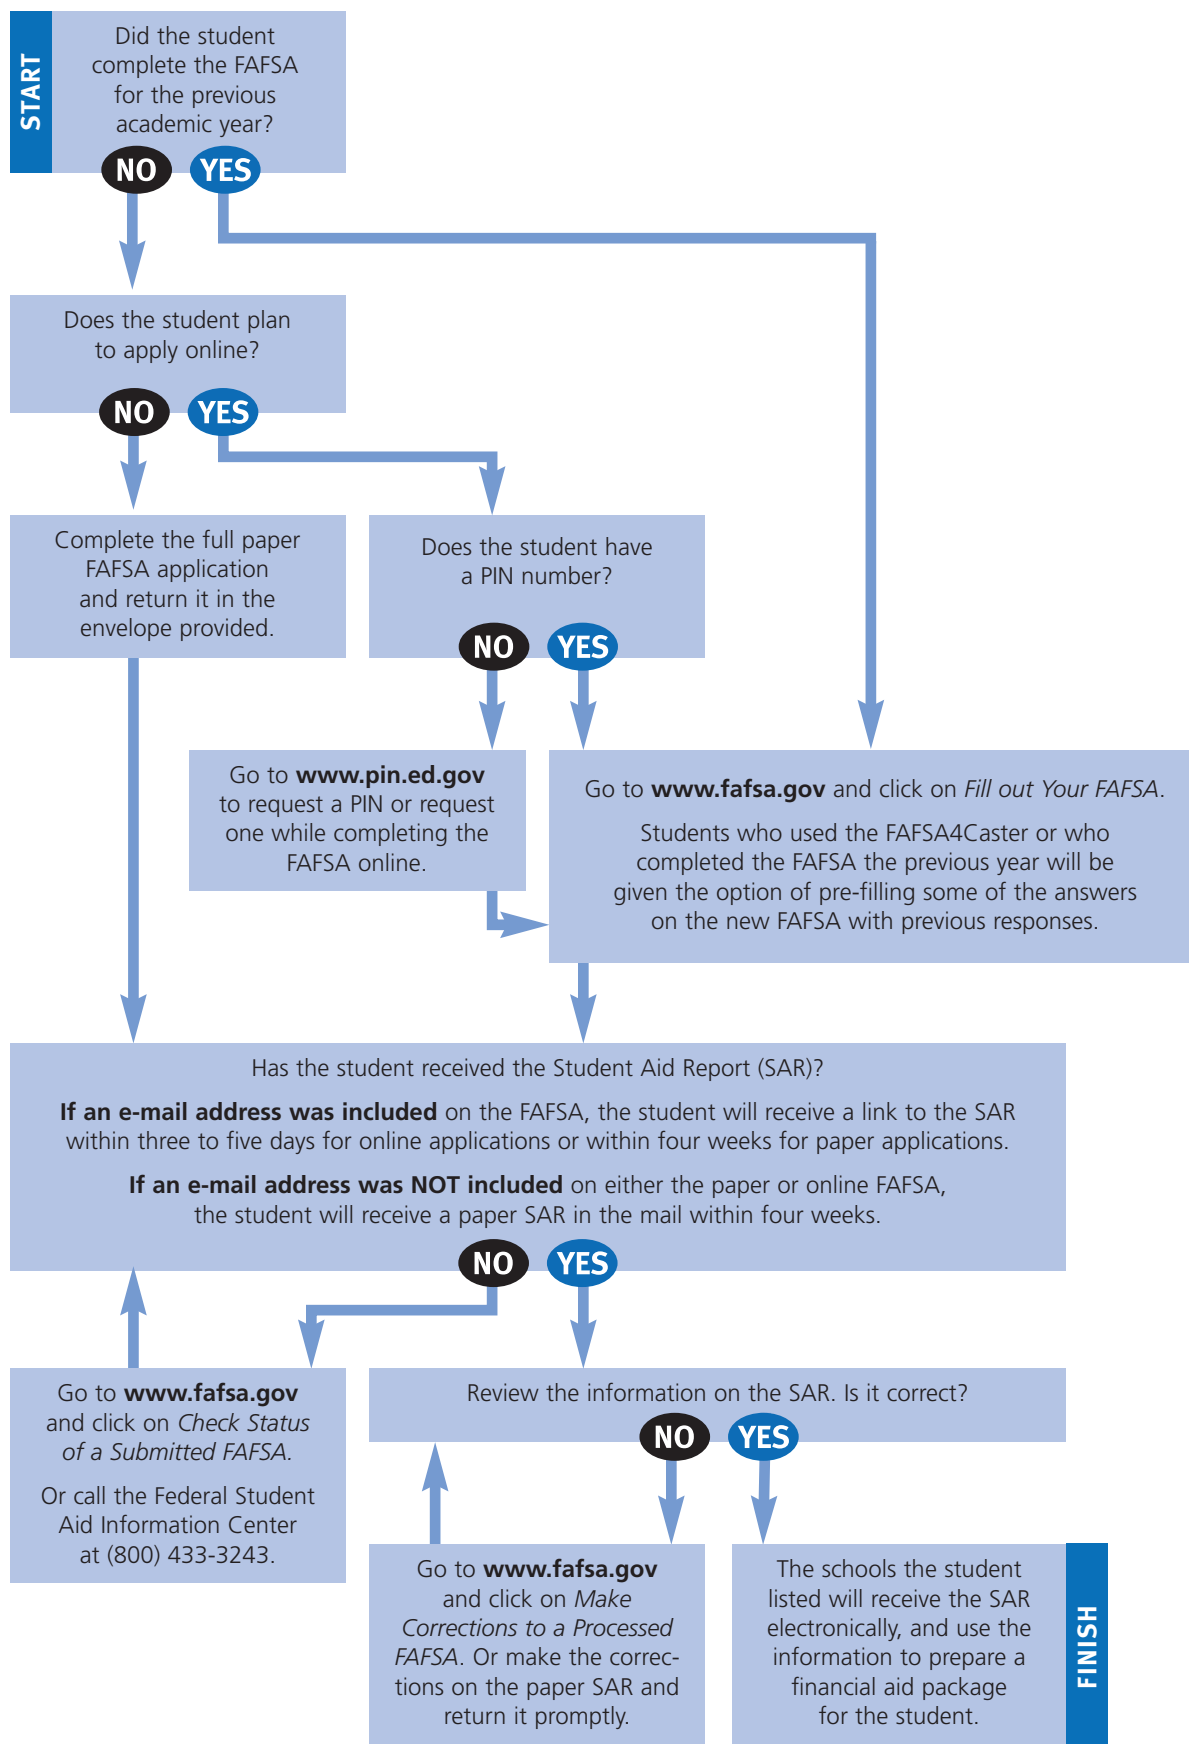 START
Did the student
complete the FAFSA
for the previous
academic year?
NO YES
Does the student plan
to apply online?
NO YES
Complete the full paper
FAFSA application
and return it in the
envelope provided.
Does the student have
a PIN number?
NO YES
Go to www.pin.ed.gov
to request a PIN or request
one while completing the
FAFSA online.
Go to www.fafsa.gov and click on Fill out Your FAFSA.
Students who used the FAFSA4Caster or who
completed the FAFSA the previous year will be
given the option of pre-filling some of the answers
on the new FAFSA with previous responses.
Has the student received the Student Aid Report (SAR)?
If an e-mail address was included on the FAFSA, the student will receive a link to the SAR
within three to five days for online applications or within four weeks for paper applications.
If an e-mail address was NOT included on either the paper or online FAFSA,
the student will receive a paper SAR in the mail within four weeks.
NO YES
Go to www.fafsa.gov
and click on Check Status
of a Submitted FAFSA.
Or call the Federal Student
Aid Information Center
at (800) 433-3243.
Review the information on the SAR. Is it correct?
NO YES
Go to www.fafsa.gov
and click on Make
Corrections to a Processed
FAFSA. Or make the correc-
tions on the paper SAR and
return it promptly.
The schools the student
listed will receive the SAR
electronically, and use the
information to prepare a
financial aid package
for the student.
FINISH